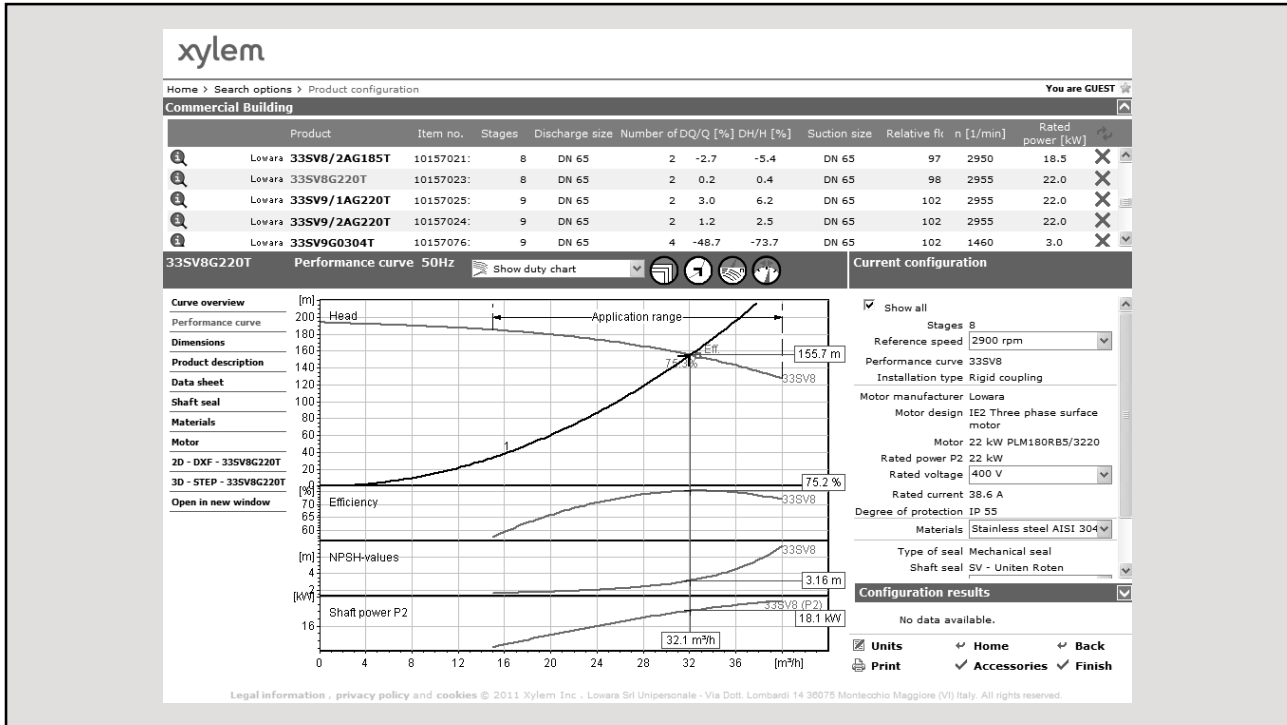 xylem
Home > Search options > Product configuration You are GUEST
Commercial Building
Product Item no. Stages Discharge size Number of DQ/Q [%] DH/H [%] Suction size Relative flo n [1/min] Rated power [kW]
Lowara 33SV8/2AG185T 10157021: 8 DN 65 2 -2.7 -5.4 DN 65 97 2950 18.5
Lowara 33SV8G220T 10157023: 8 DN 65 2 0.2 0.4 DN 65 98 2955 22.0
Lowara 33SV9/1AG220T 10157025: 9 DN 65 2 3.0 6.2 DN 65 102 2955 22.0
Lowara 33SV9/2AG220T 10157024: 9 DN 65 2 1.2 2.5 DN 65 102 2955 22.0
Lowara 33SV9G0304T 10157076: 9 DN 65 4 -48.7 -73.7 DN 65 102 1460 3.0
33SV8G220T Performance curve 50Hz Show duty chart Current configuration
Curve overview
Performance curve
Dimensions
Product description
Data sheet
Shaft seal
Materials
Motor
2D - DXF - 33SV8G220T
3D - STEP - 33SV8G220T
Open in new window
[m]
Head
Application range
200
180
160
140
120
100
80
60
40
20
0
Eff.
75.3%
155.7 m
33SV8
1
75.2 %
[%]
Efficiency
70
65
60
33SV8
[m]
NPSH-values
4
2
33SV8
3.16 m
[kW]
Shaft power P2
16
33SV8 (P2)
18.1 kW
32.1 m³/h
0 4 8 12 16 20 24 28 32 36 [m³/h]
Show all
Stages 8
Reference speed 2900 rpm
Performance curve 33SV8
Installation type Rigid coupling
Motor manufacturer Lowara
Motor design IE2 Three phase surface
motor
Motor 22 kW PLM180RB5/3220
Rated power P2 22 kW
Rated voltage 400 V
Rated current 38.6 A
Degree of protection IP 55
Materials Stainless steel AISI 304
Type of seal Mechanical seal
Shaft seal SV - Uniten Roten
Configuration results
No data available.
Units Home Back
Print Accessories Finish
Legal information , privacy policy and cookies © 2011 Xylem Inc . Lowara Srl Unipersonale - Via Dott. Lombardi 14 36075 Montecchio Maggiore (VI) Italy. All rights reserved.